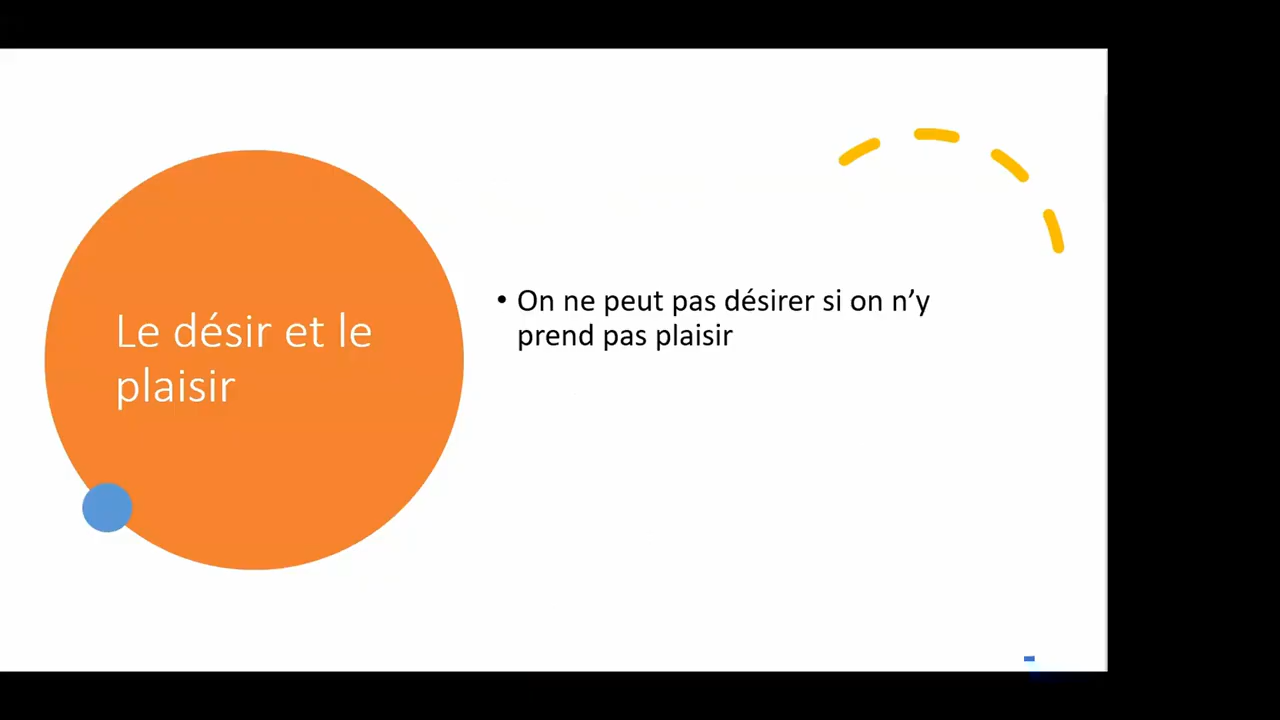 Le désir et le
plaisir
• On ne peut pas désirer si on n’y
prend pas plaisir